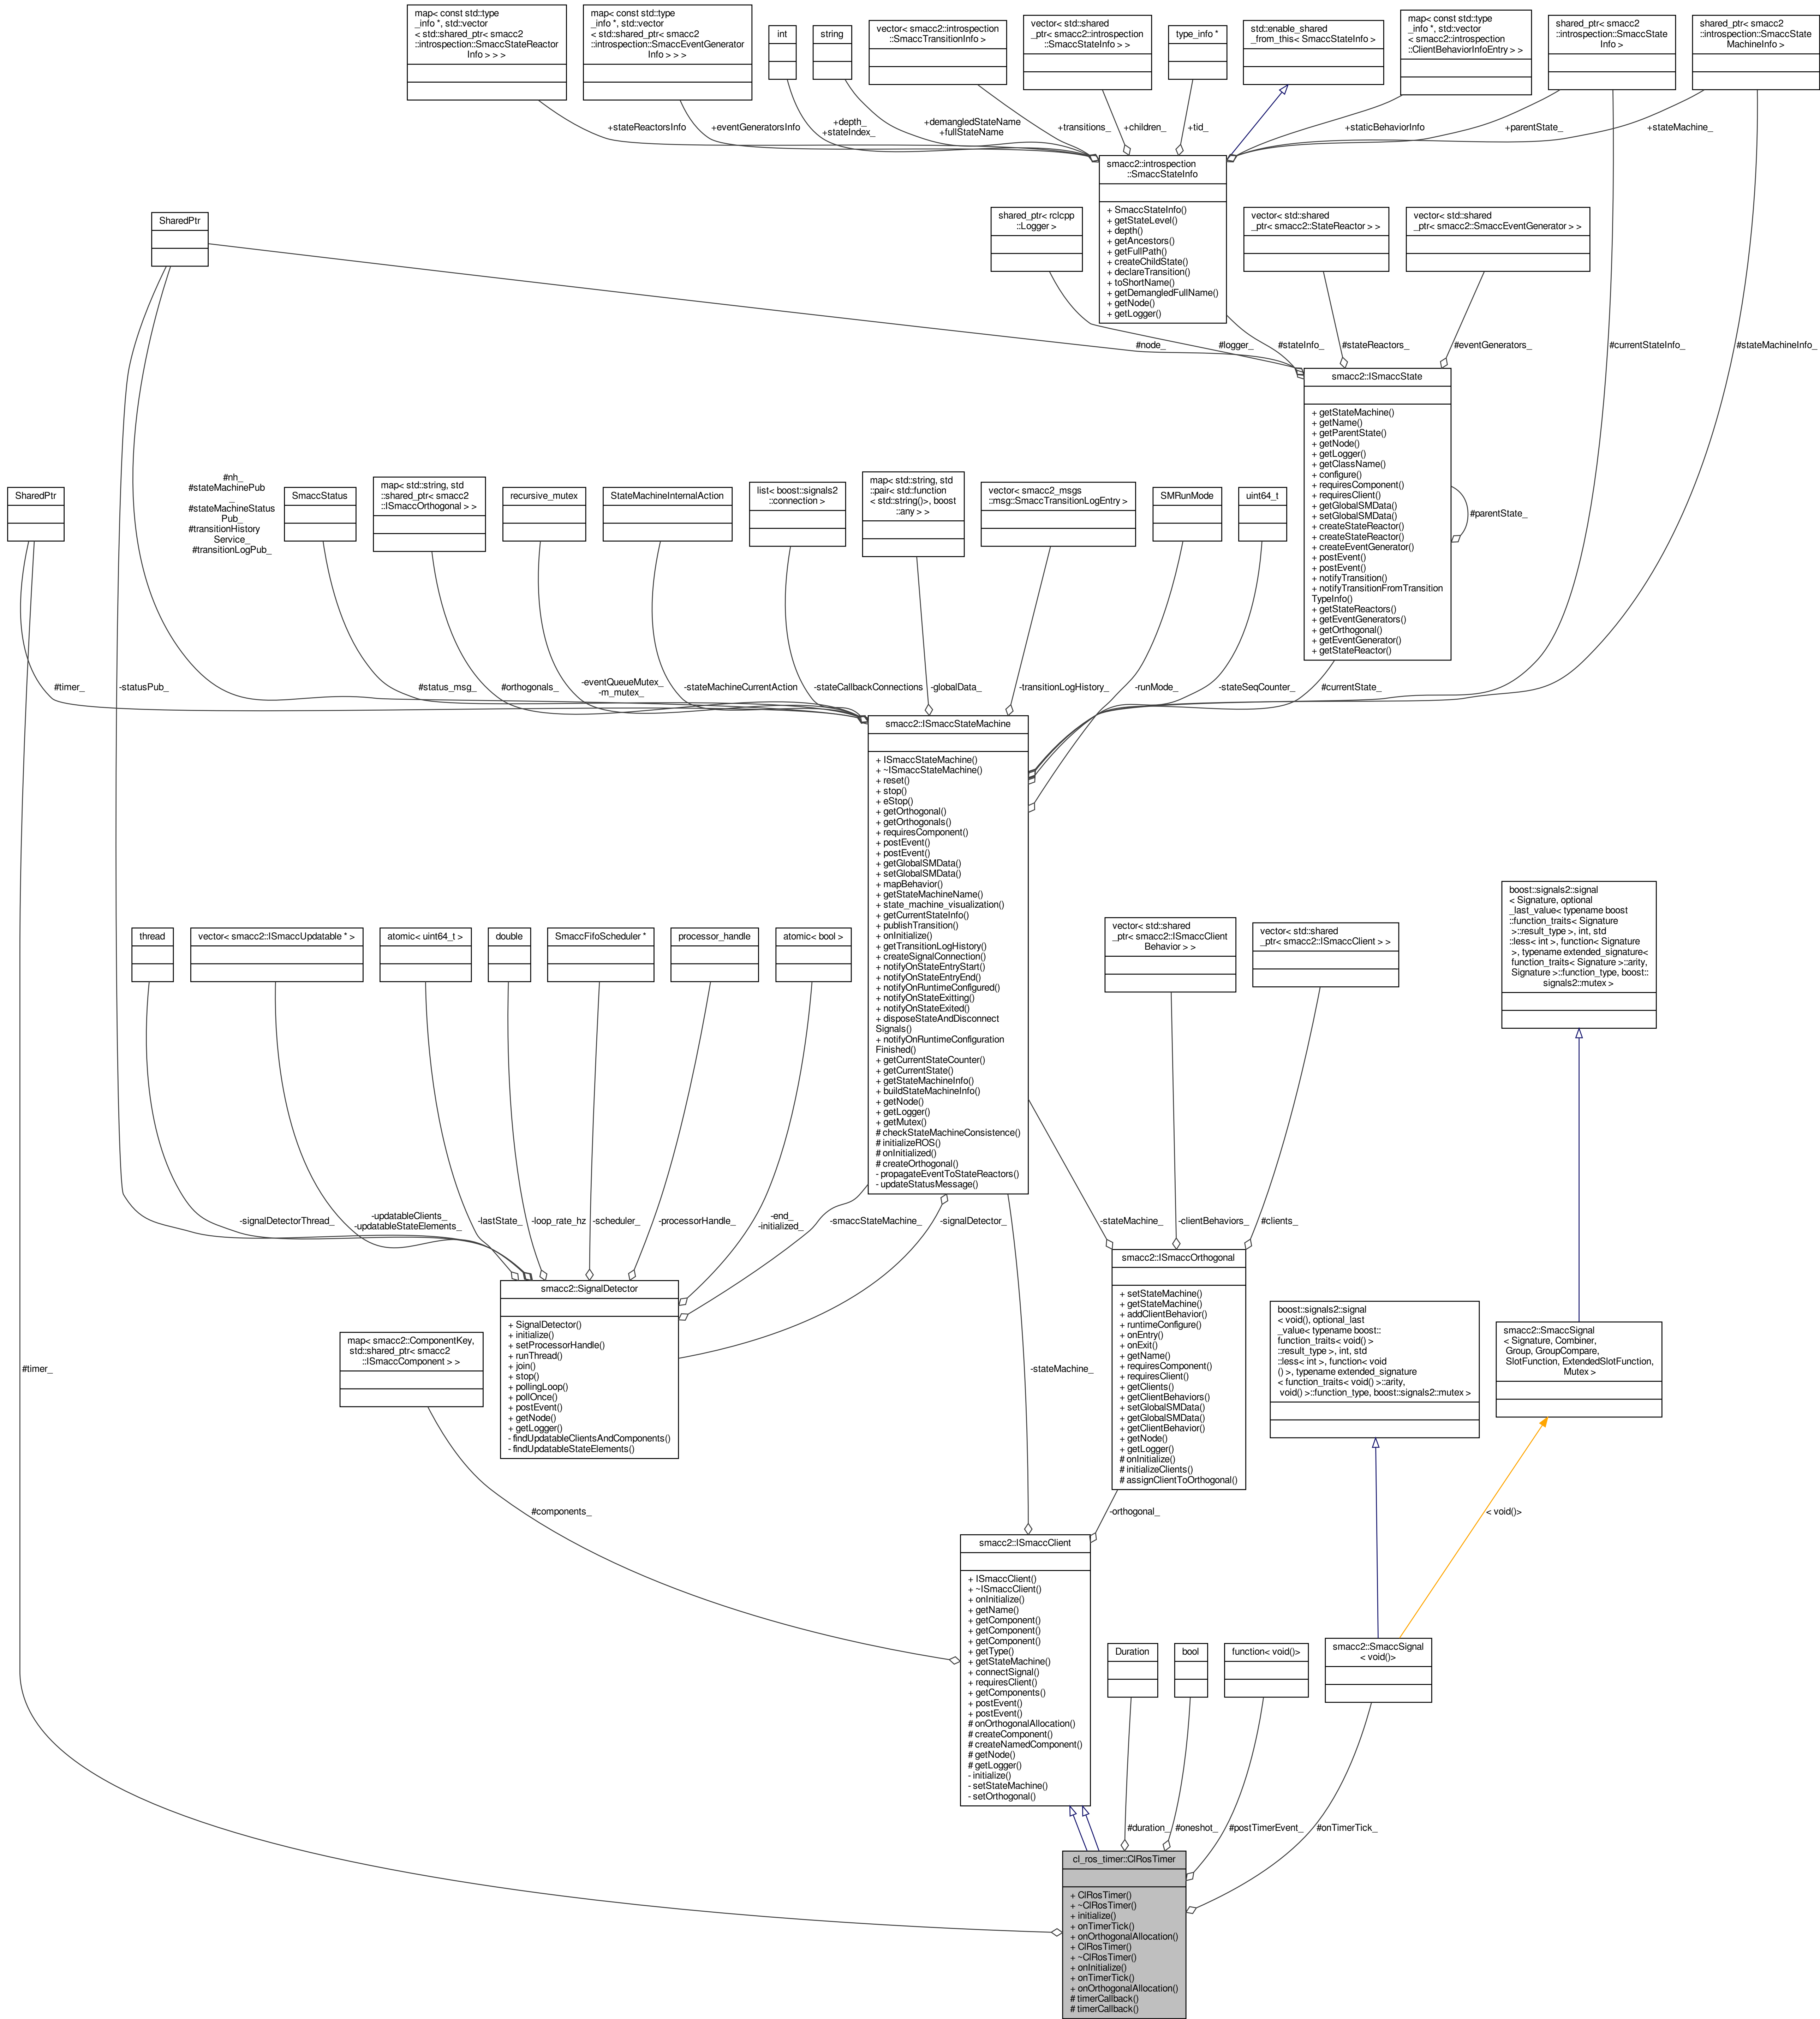 map< const std::type
_info *, std::vector
< std::shared_ptr< smacc2
::introspection::SmaccStateReactor
Info > > >
map< const std::type
_info *, std::vector
< std::shared_ptr< smacc2
::introspection::SmaccEventGenerator
Info > > >
int
string
vector< smacc2::introspection
::SmaccTransitionInfo >
vector< std::shared
_ptr< smacc2::introspection
::SmaccStateInfo > >
type_info *
std::enable_shared
_from_this< SmaccStateInfo >
map< const std::type
_info *, std::vector
< smacc2::introspection
::ClientBehaviorInfoEntry > >
shared_ptr< smacc2
::introspection::SmaccState
Info >
shared_ptr< smacc2
::introspection::SmaccState
MachineInfo >
+stateReactorsInfo
+eventGeneratorsInfo
+depth_
+stateIndex_
+demangledStateName
+fullStateName
+transitions_
+children_
+tid_
+staticBehaviorInfo
+parentState_
+stateMachine_
smacc2::introspection
::SmaccStateInfo
+ SmaccStateInfo()
+ getStateLevel()
+ depth()
+ getAncestors()
+ getFullPath()
+ createChildState()
+ declareTransition()
+ toShortName()
+ getDemangledFullName()
+ getNode()
+ getLogger()
SharedPtr
shared_ptr< rclcpp
::Logger >
vector< std::shared
_ptr< smacc2::StateReactor > >
vector< std::shared
_ptr< smacc2::SmaccEventGenerator > >
#node_
#logger_
#stateInfo_
#stateReactors_
#eventGenerators_
#currentStateInfo_
#stateMachineInfo_
smacc2::ISmaccState
+ getStateMachine()
+ getName()
+ getParentState()
+ getNode()
+ getLogger()
+ getClassName()
+ configure()
+ requiresComponent()
+ requiresClient()
+ getGlobalSMData()
+ setGlobalSMData()
+ createStateReactor()
+ createStateReactor()
+ createEventGenerator()
+ postEvent()
+ postEvent()
+ notifyTransition()
+ notifyTransitionFromTransition
TypeInfo()
+ getStateReactors()
+ getEventGenerators()
+ getOrthogonal()
+ getEventGenerator()
+ getStateReactor()
#parentState_
SharedPtr
#nh_
#stateMachinePub
_
#stateMachineStatus
Pub_
#transitionHistory
Service_
#transitionLogPub_
SmaccStatus
map< std::string, std
::shared_ptr< smacc2
::ISmaccOrthogonal > >
recursive_mutex
StateMachineInternalAction
list< boost::signals2
::connection >
map< std::string, std
::pair< std::function
< std::string()>, boost
::any > >
vector< smacc2_msgs
::msg::SmaccTransitionLogEntry >
SMRunMode
uint64_t
#timer_
-statusPub_
#status_msg_
#orthogonals_
-eventQueueMutex_
-m_mutex_
-stateMachineCurrentAction
-stateCallbackConnections
-globalData_
-transitionLogHistory_
-runMode_
-stateSeqCounter_
#currentState_
smacc2::ISmaccStateMachine
+ ISmaccStateMachine()
+ ~ISmaccStateMachine()
+ reset()
+ stop()
+ eStop()
+ getOrthogonal()
+ getOrthogonals()
+ requiresComponent()
+ postEvent()
+ postEvent()
+ getGlobalSMData()
+ setGlobalSMData()
+ mapBehavior()
+ getStateMachineName()
+ state_machine_visualization()
+ getCurrentStateInfo()
+ publishTransition()
+ onInitialize()
+ getTransitionLogHistory()
+ createSignalConnection()
+ notifyOnStateEntryStart()
+ notifyOnStateEntryEnd()
+ notifyOnRuntimeConfigured()
+ notifyOnStateExitting()
+ notifyOnStateExited()
+ disposeStateAndDisconnect
Signals()
+ notifyOnRuntimeConfiguration
Finished()
+ getCurrentStateCounter()
+ getCurrentState()
+ getStateMachineInfo()
+ buildStateMachineInfo()
+ getNode()
+ getLogger()
+ getMutex()
# checkStateMachineConsistence()
# initializeROS()
# onInitialized()
# createOrthogonal()
- propagateEventToStateReactors()
- updateStatusMessage()
thread
vector< smacc2::ISmaccUpdatable * >
atomic< uint64_t >
double
SmaccFifoScheduler *
processor_handle
atomic< bool >
vector< std::shared
_ptr< smacc2::ISmaccClient
Behavior > >
vector< std::shared
_ptr< smacc2::ISmaccClient > >
boost::signals2::signal
< Signature, optional
_last_value< typename boost
::function_traits< Signature
>::result_type >, int, std
::less< int >, function< Signature
>, typename extended_signature<
function_traits< Signature >::arity,
Signature >::function_type, boost::
signals2::mutex >
-signalDetectorThread_
-updatableClients_
-updatableStateElements_
-lastState_
-loop_rate_hz
-scheduler_
-processorHandle_
-end_
-initialized_
-smaccStateMachine_
-signalDetector_
-stateMachine_
-clientBehaviors_
#clients_
smacc2::SignalDetector
+ SignalDetector()
+ initialize()
+ setProcessorHandle()
+ runThread()
+ join()
+ stop()
+ pollingLoop()
+ pollOnce()
+ postEvent()
+ getNode()
+ getLogger()
- findUpdatableClientsAndComponents()
- findUpdatableStateElements()
smacc2::ISmaccOrthogonal
+ setStateMachine()
+ getStateMachine()
+ addClientBehavior()
+ runtimeConfigure()
+ onEntry()
+ onExit()
+ getName()
+ requiresComponent()
+ requiresClient()
+ getClients()
+ getClientBehaviors()
+ setGlobalSMData()
+ getGlobalSMData()
+ getClientBehavior()
+ getNode()
+ getLogger()
# onInitialize()
# initializeClients()
# assignClientToOrthogonal()
map< smacc2::ComponentKey,
std::shared_ptr< smacc2
::ISmaccComponent > >
boost::signals2::signal
< void(), optional_last
_value< typename boost::
function_traits< void() >
::result_type >, int, std
::less< int >, function< void
() >, typename extended_signature
< function_traits< void() >::arity,
void() >::function_type, boost::signals2::mutex >
smacc2::SmaccSignal
< Signature, Combiner,
Group, GroupCompare,
SlotFunction, ExtendedSlotFunction,
Mutex >
#timer_
-stateMachine_
#components_
-orthogonal_
< void()>
smacc2::ISmaccClient
+ ISmaccClient()
+ ~ISmaccClient()
+ onInitialize()
+ getName()
+ getComponent()
+ getComponent()
+ getComponent()
+ getType()
+ getStateMachine()
+ connectSignal()
+ requiresClient()
+ getComponents()
+ postEvent()
+ postEvent()
# onOrthogonalAllocation()
# createComponent()
# createNamedComponent()
# getNode()
# getLogger()
- initialize()
- setStateMachine()
- setOrthogonal()
Duration
bool
function< void()>
smacc2::SmaccSignal
< void()>
#duration_
#oneshot_
#postTimerEvent_
#onTimerTick_
cl_ros_timer::ClRosTimer
+ ClRosTimer()
+ ~ClRosTimer()
+ initialize()
+ onTimerTick()
+ onOrthogonalAllocation()
+ ClRosTimer()
+ ~ClRosTimer()
+ onInitialize()
+ onTimerTick()
+ onOrthogonalAllocation()
# timerCallback()
# timerCallback()